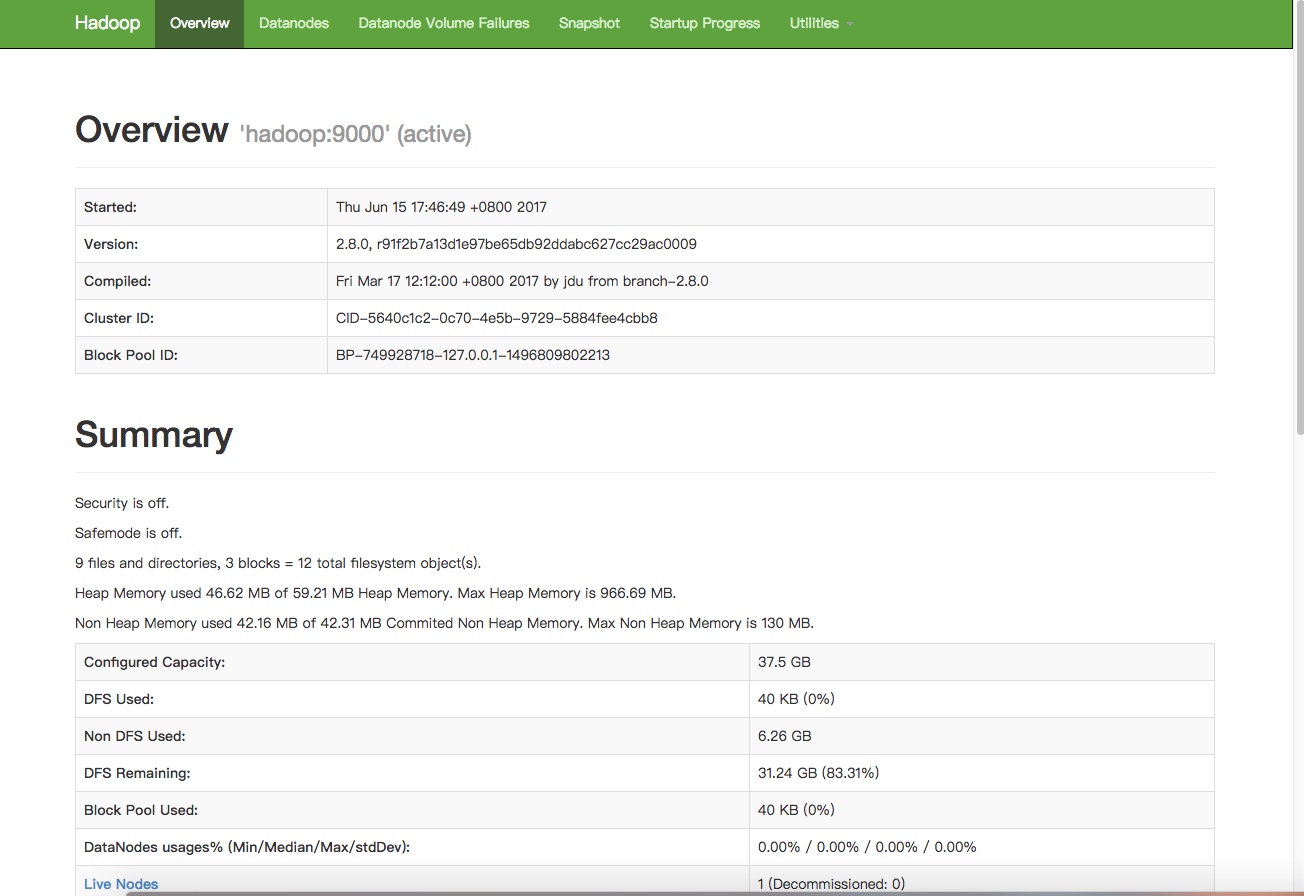 Hadoop Overview Datanodes Datanode Volume Failures Snapshot Startup Progress Utilities
Overview 'hadoop:9000' (active)
Started: Thu Jun 15 17:46:49 +0800 2017
Version: 2.8.0, r91f2b7a13d1e97be65db92ddabc627cc29ac0009
Compiled: Fri Mar 17 12:12:00 +0800 2017 by jdu from branch-2.8.0
Cluster ID: CID-5640c1c2-0c70-4e5b-9729-5884fee4cbb8
Block Pool ID: BP-749928718-127.0.0.1-1496809802213
Summary
Security is off.
Safemode is off.
9 files and directories, 3 blocks = 12 total filesystem object(s).
Heap Memory used 46.62 MB of 59.21 MB Heap Memory. Max Heap Memory is 966.69 MB.
Non Heap Memory used 42.16 MB of 42.31 MB Commited Non Heap Memory. Max Non Heap Memory is 130 MB.
Configured Capacity: 37.5 GB
DFS Used: 40 KB (0%)
Non DFS Used: 6.26 GB
DFS Remaining: 31.24 GB (83.31%)
Block Pool Used: 40 KB (0%)
DataNodes usages% (Min/Median/Max/stdDev): 0.00% / 0.00% / 0.00% / 0.00%
Live Nodes 1 (Decommissioned: 0)